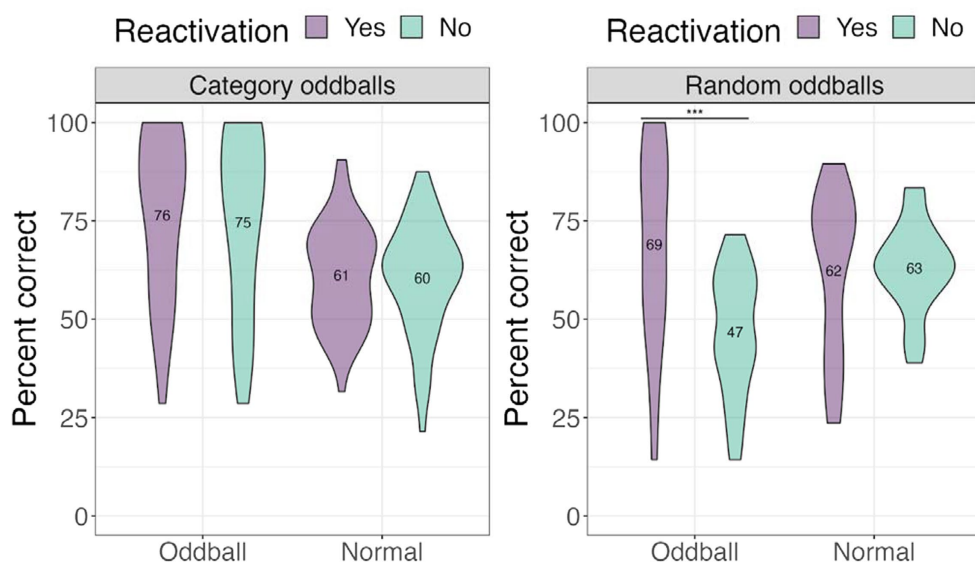 Reactivation Yes No
Category oddballs
Percent correct
100
75
50
25
0
76
75
61
60
Oddball Normal
Reactivation Yes No
Random oddballs
Percent correct
100
75
50
25
0
***
69
47
62
63
Oddball Normal